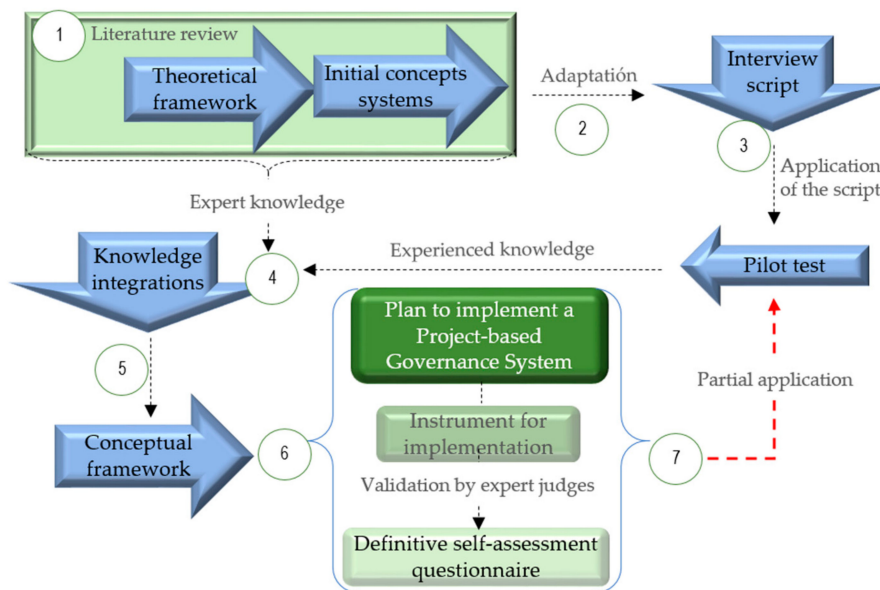 1
Literature review
Theoretical
framework
Initial concepts
systems
Adaptatión
2
Interview
script
3
Application
of the script
Expert knowledge
Knowledge
integrations
4
Experienced knowledge
Pilot test
5
Plan to implement a
Project-based
Governance System
Partial application
Conceptual
framework
6
Instrument for
implementation
7
Validation by expert judges
Definitive self-assessment
questionnaire